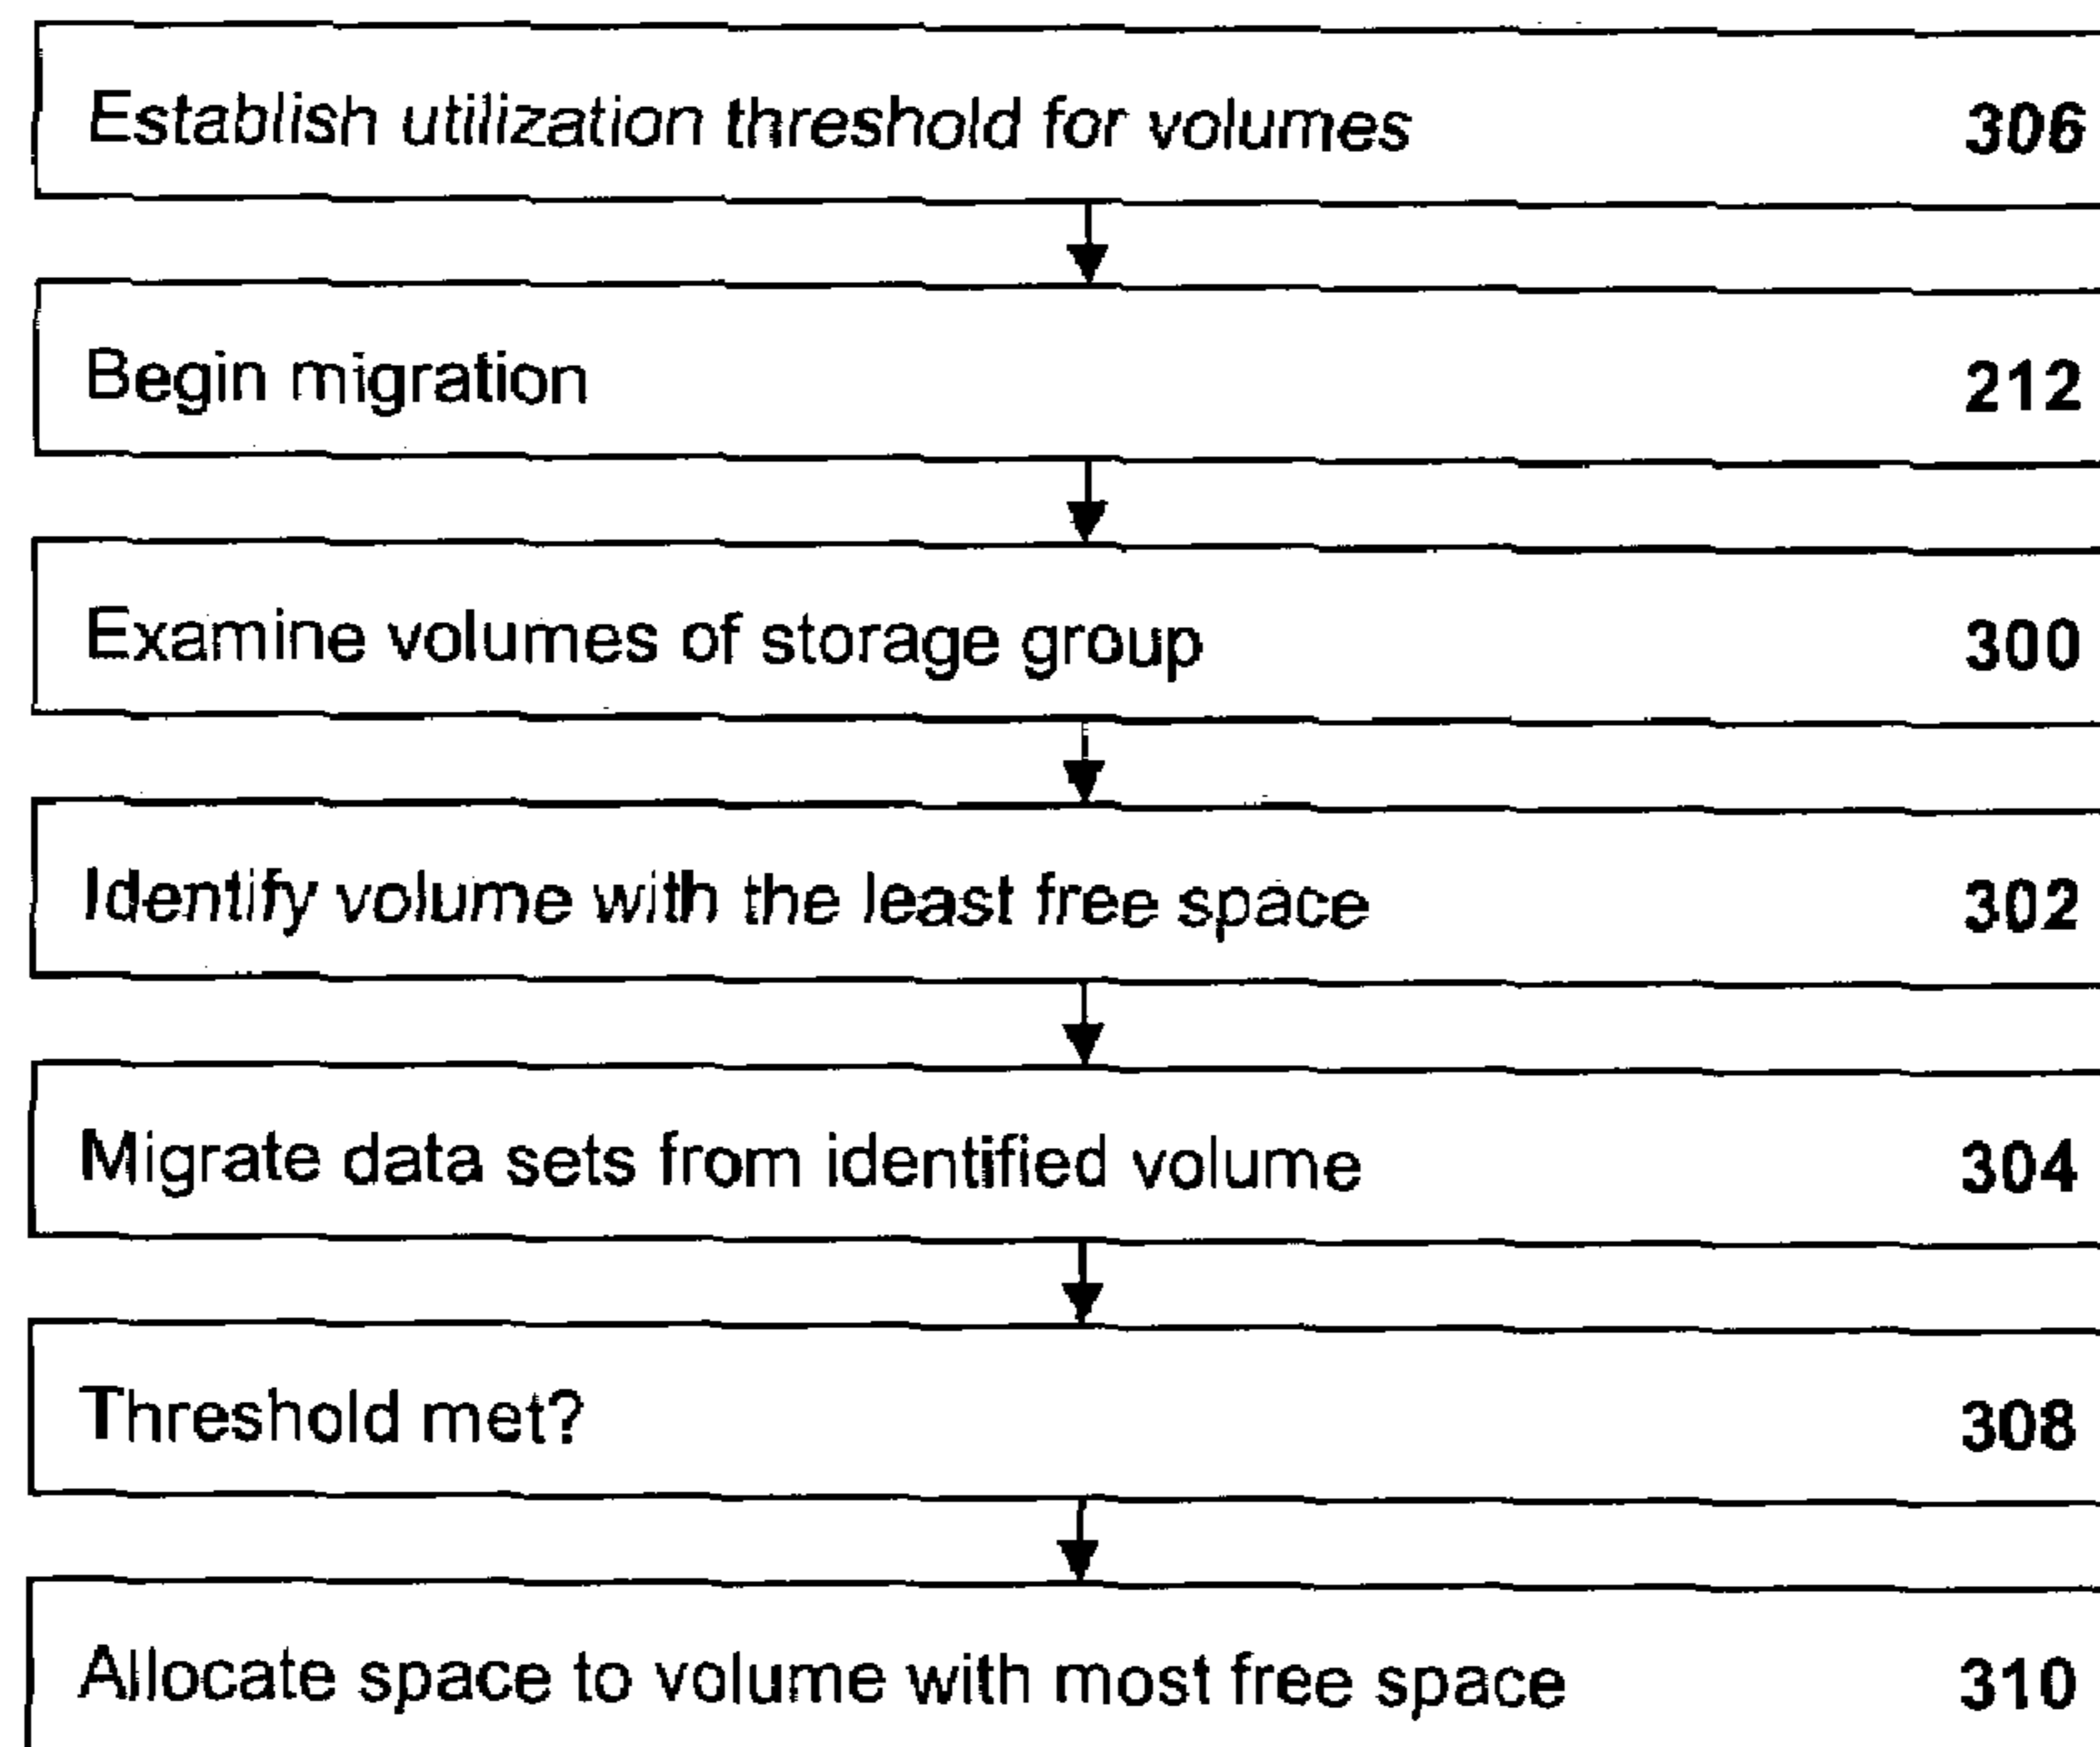 Establish utilization threshold for volumes 306
Begin migration 212
Examine volumes of storage group 300
Identify volume with the least free space 302
Migrate data sets from identified volume 304
Threshold met? 308
Allocate space to volume with most free space 310